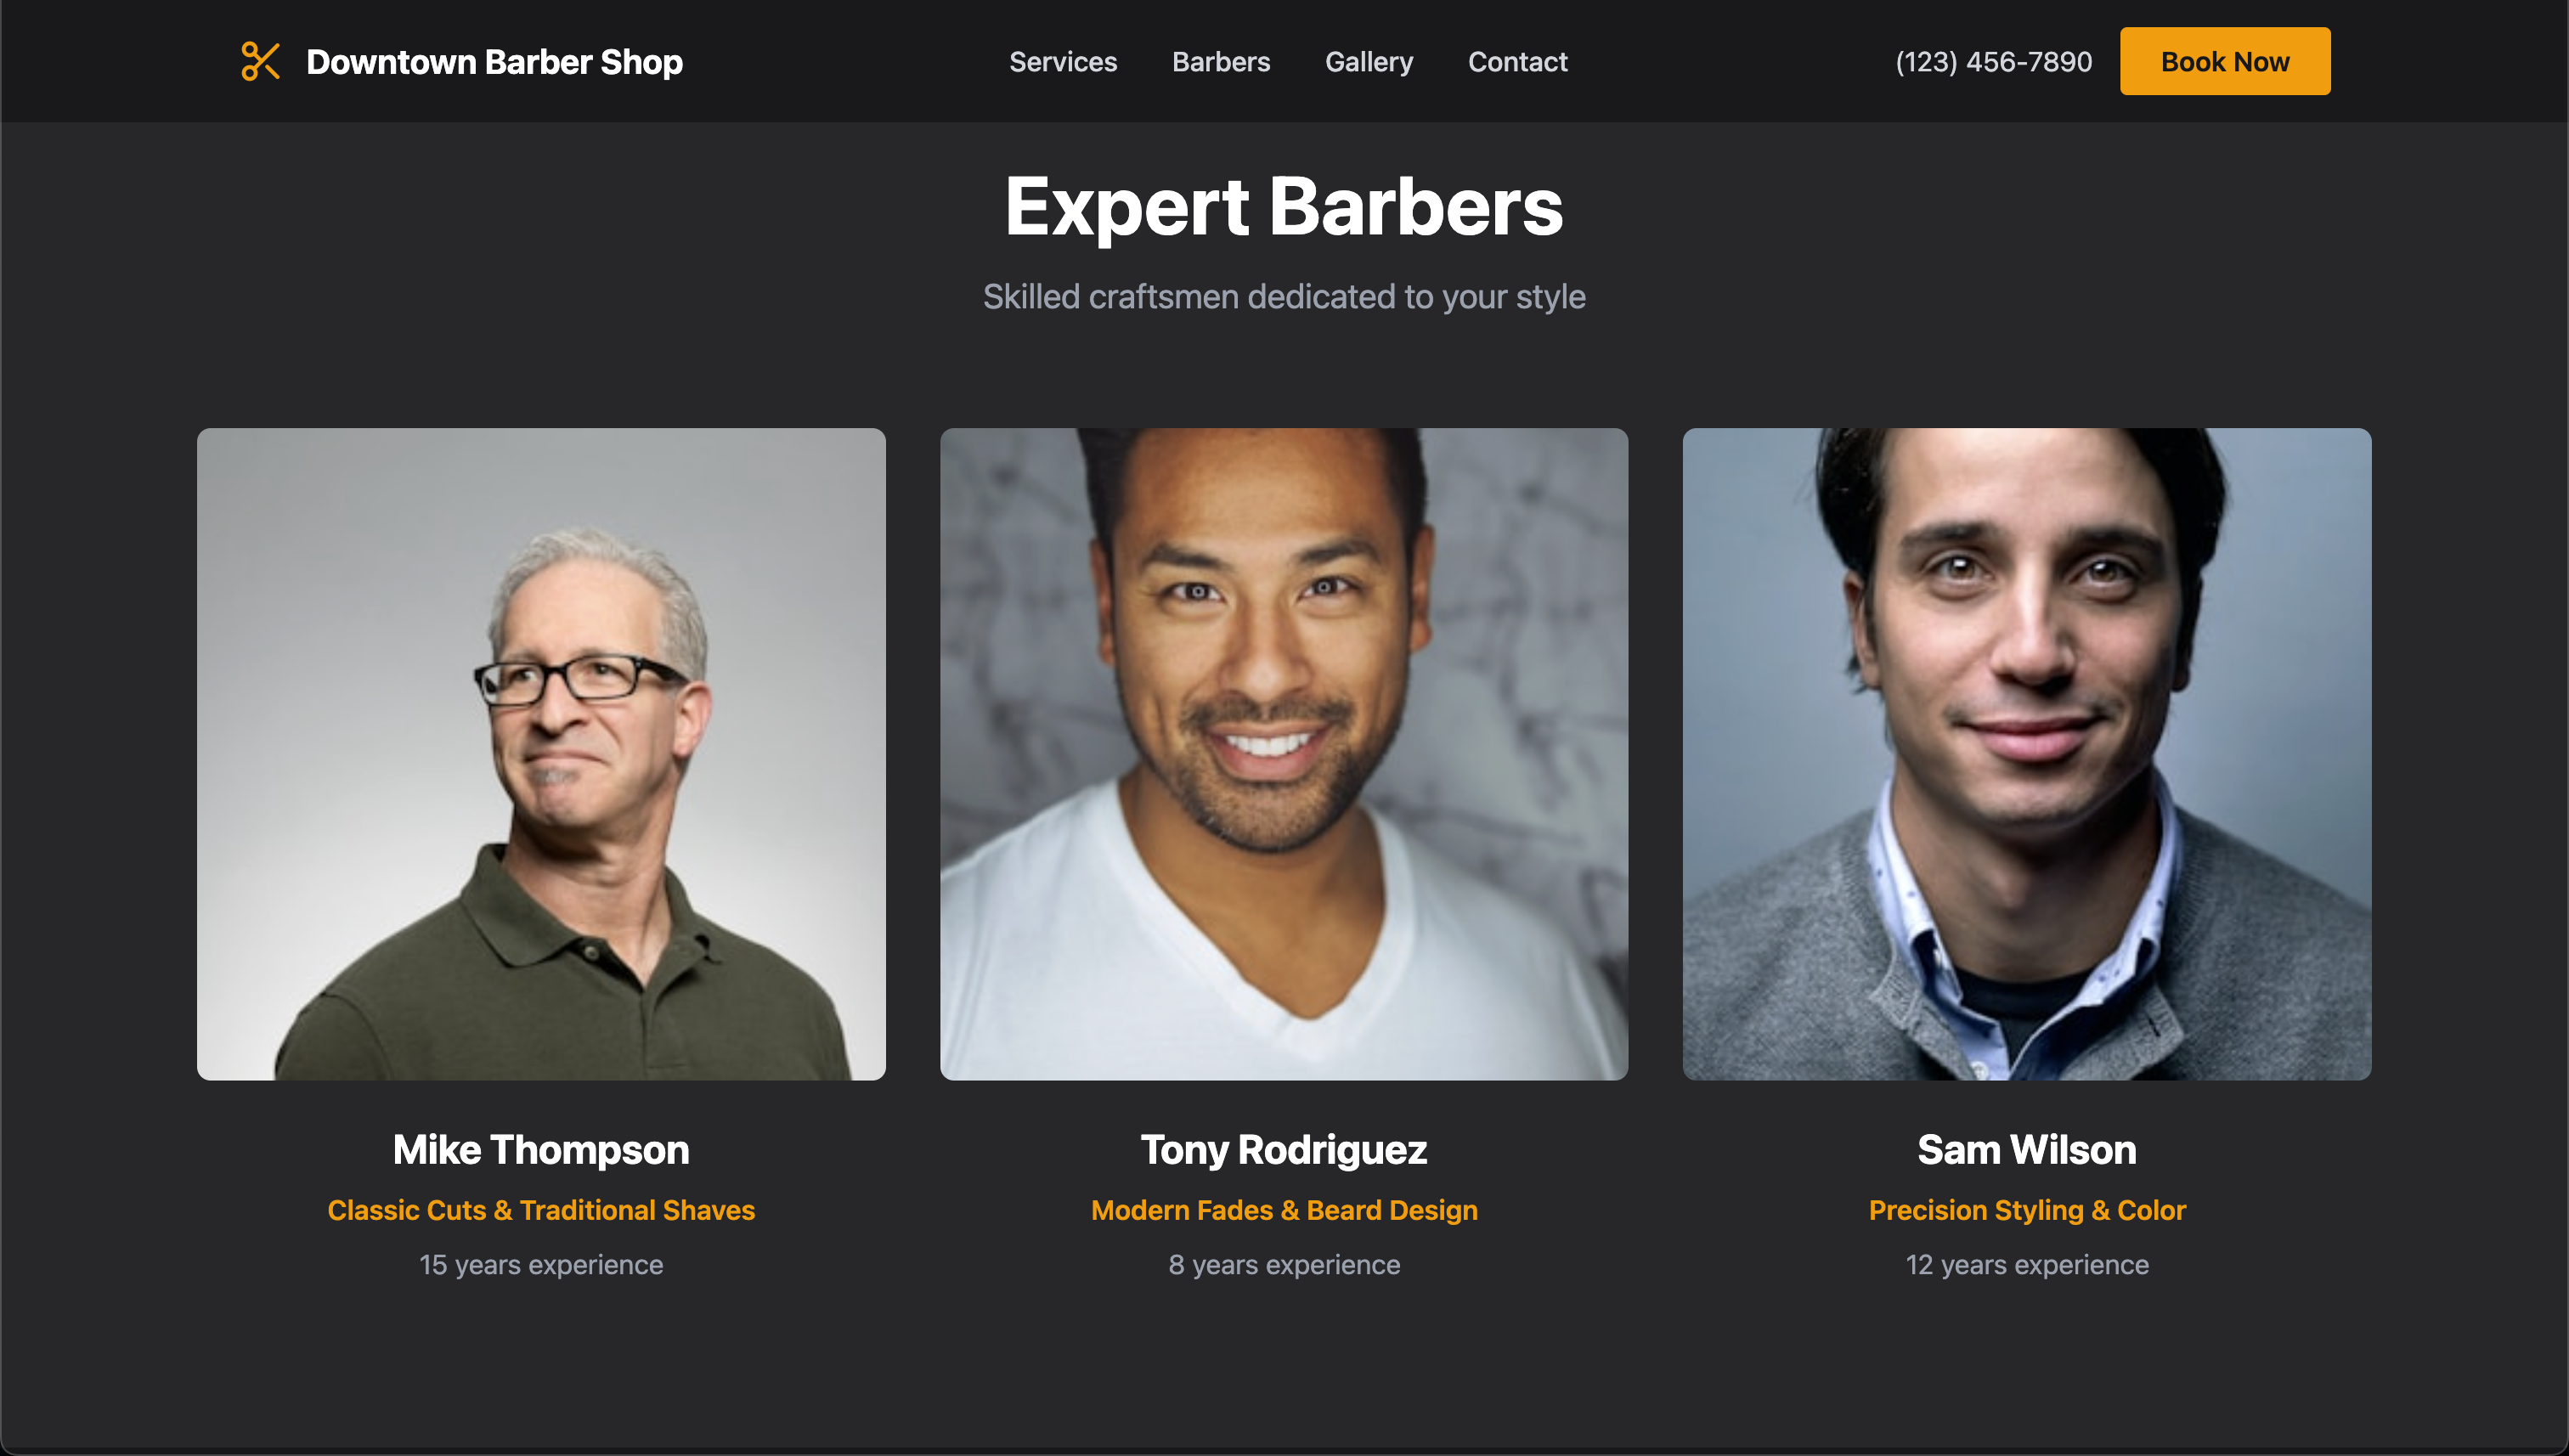 Downtown Barber Shop
Services
Barbers
Gallery
Contact
(123) 456-7890
Book Now
Expert Barbers
Skilled craftsmen dedicated to your style
Mike Thompson
Classic Cuts & Traditional Shaves
15 years experience
Tony Rodriguez
Modern Fades & Beard Design
8 years experience
Sam Wilson
Precision Styling & Color
12 years experience